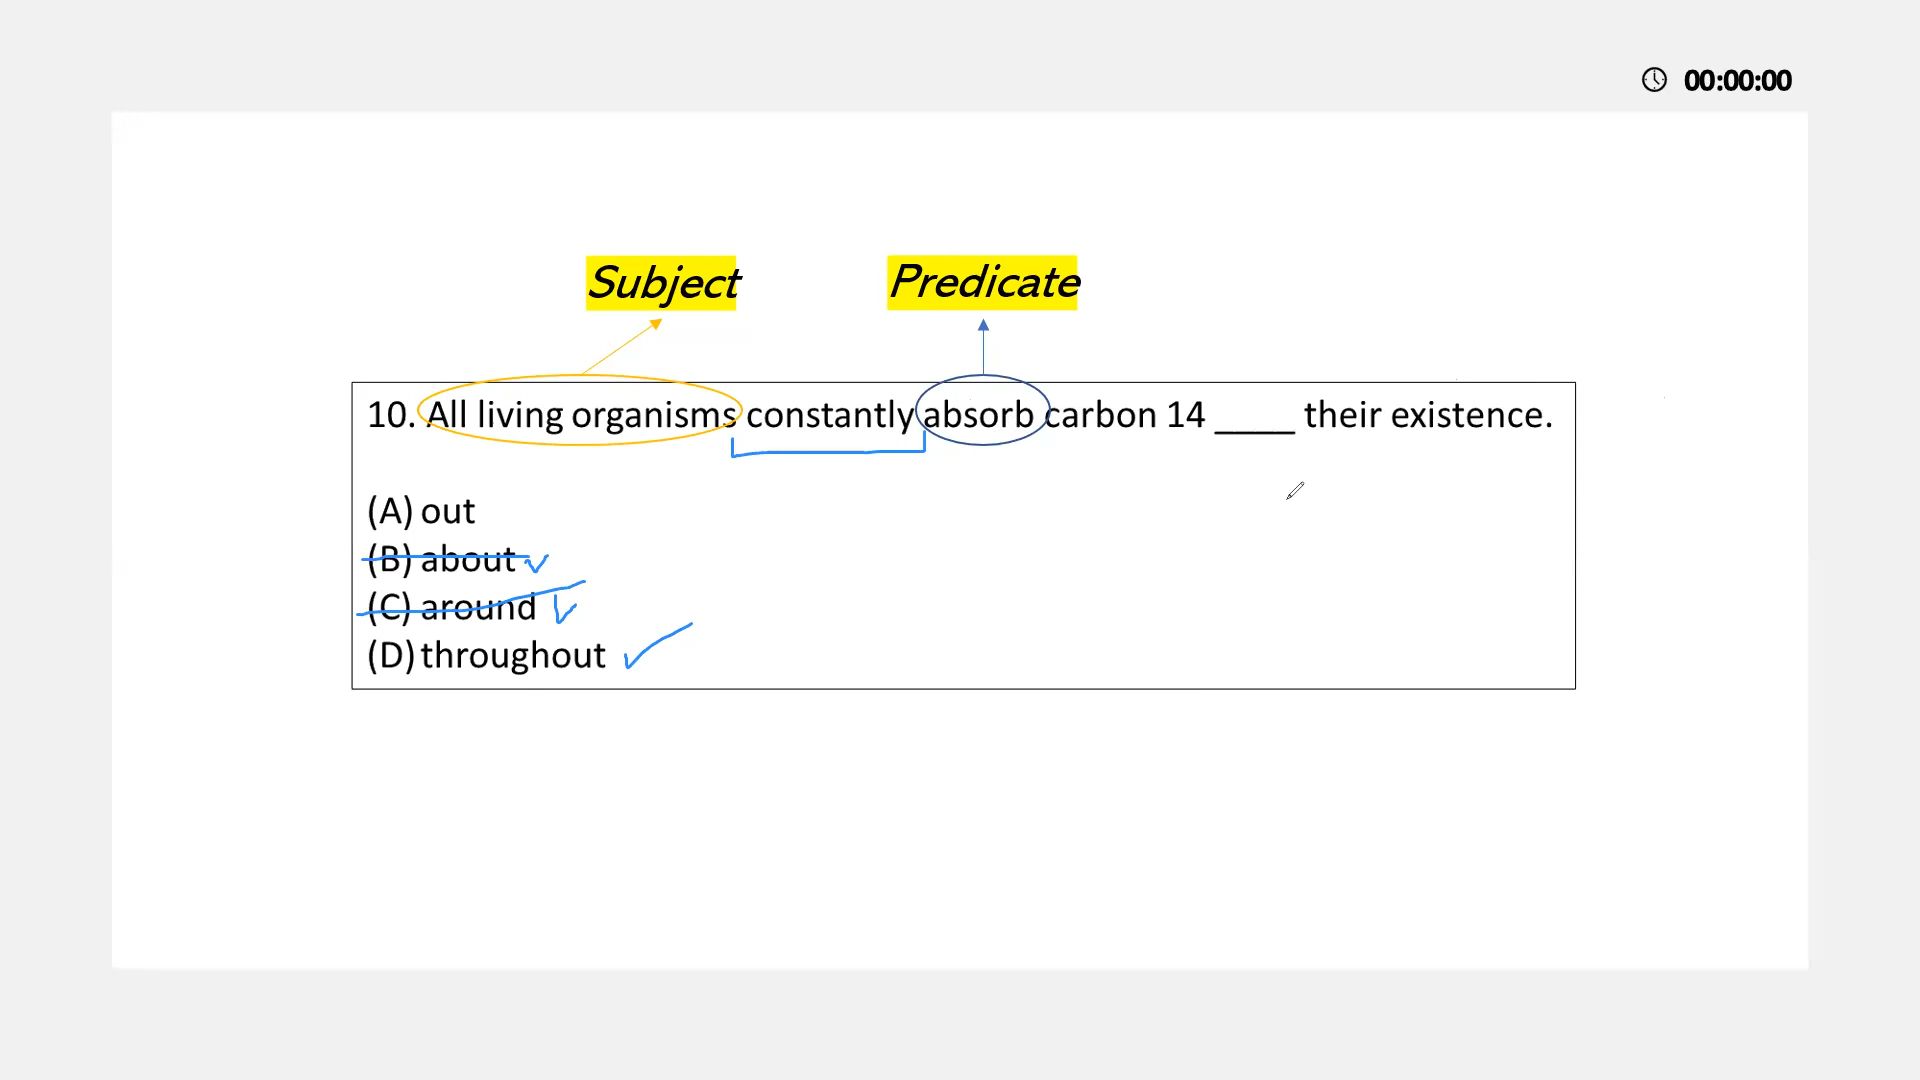 00:00:00
Subject Predicate
10. All living organisms constantly absorb carbon 14 ____ their existence.
(A) out
(B) about
(C) around
(D) throughout